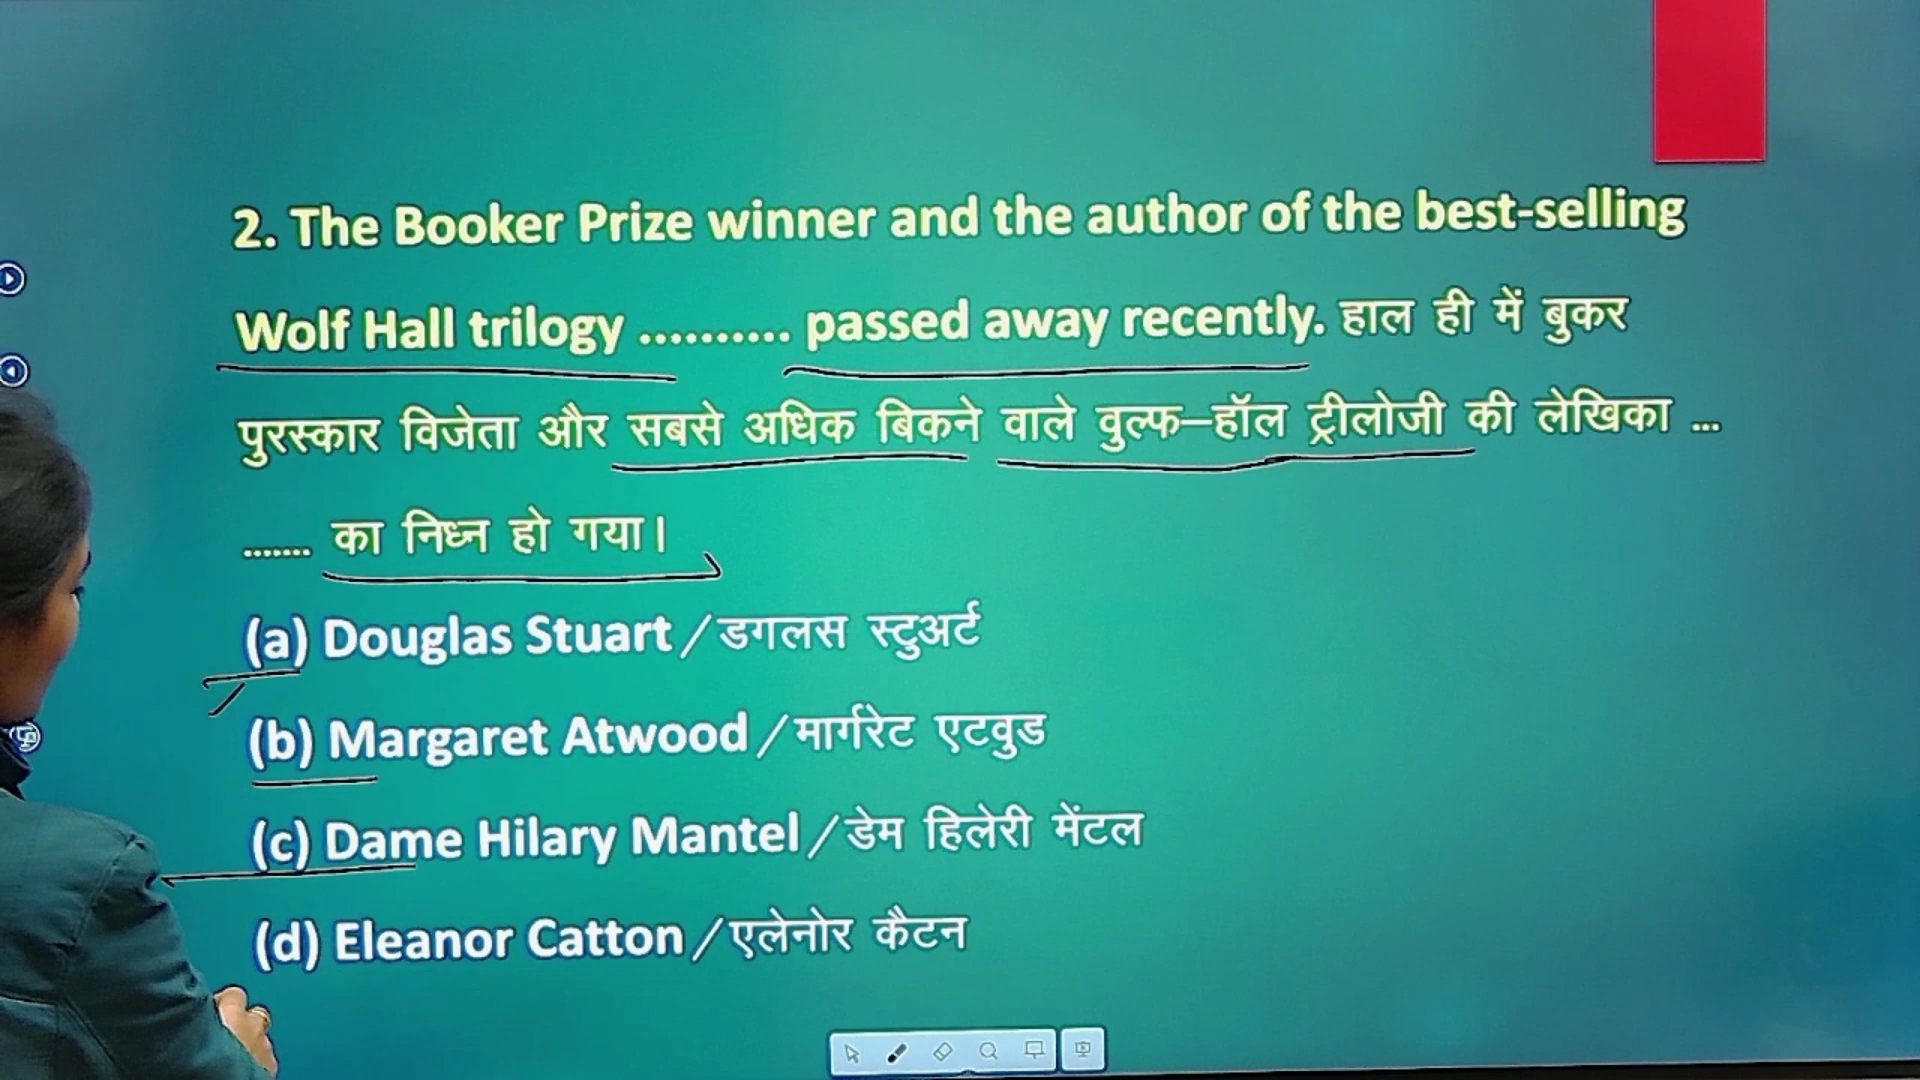 2. The Booker Prize winner and the author of the best-selling
Wolf Hall trilogy .......... passed away recently. हाल ही में बुकर
पुरस्कार विजेता और सबसे अधिक बिकने वाले वुल्फ–हॉल ट्रीलोजी की लेखिका ...
....... का निध्न हो गया।
(a) Douglas Stuart / डगलस स्टुअर्ट
(b) Margaret Atwood / मार्गरेट एटवुड
(c) Dame Hilary Mantel / डेम हिलेरी मेंटल
(d) Eleanor Catton / एलेनोर कैटन